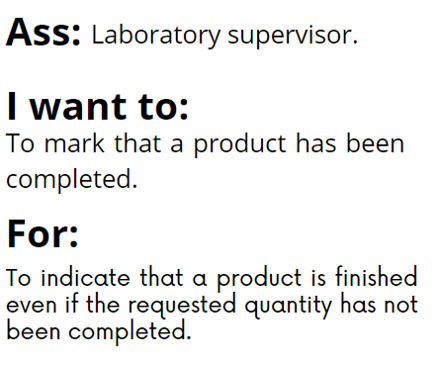 Ass: Laboratory supervisor.
I want to:
To mark that a product has been
completed.
For:
To indicate that a product is finished
even if the requested quantity has not
been completed.